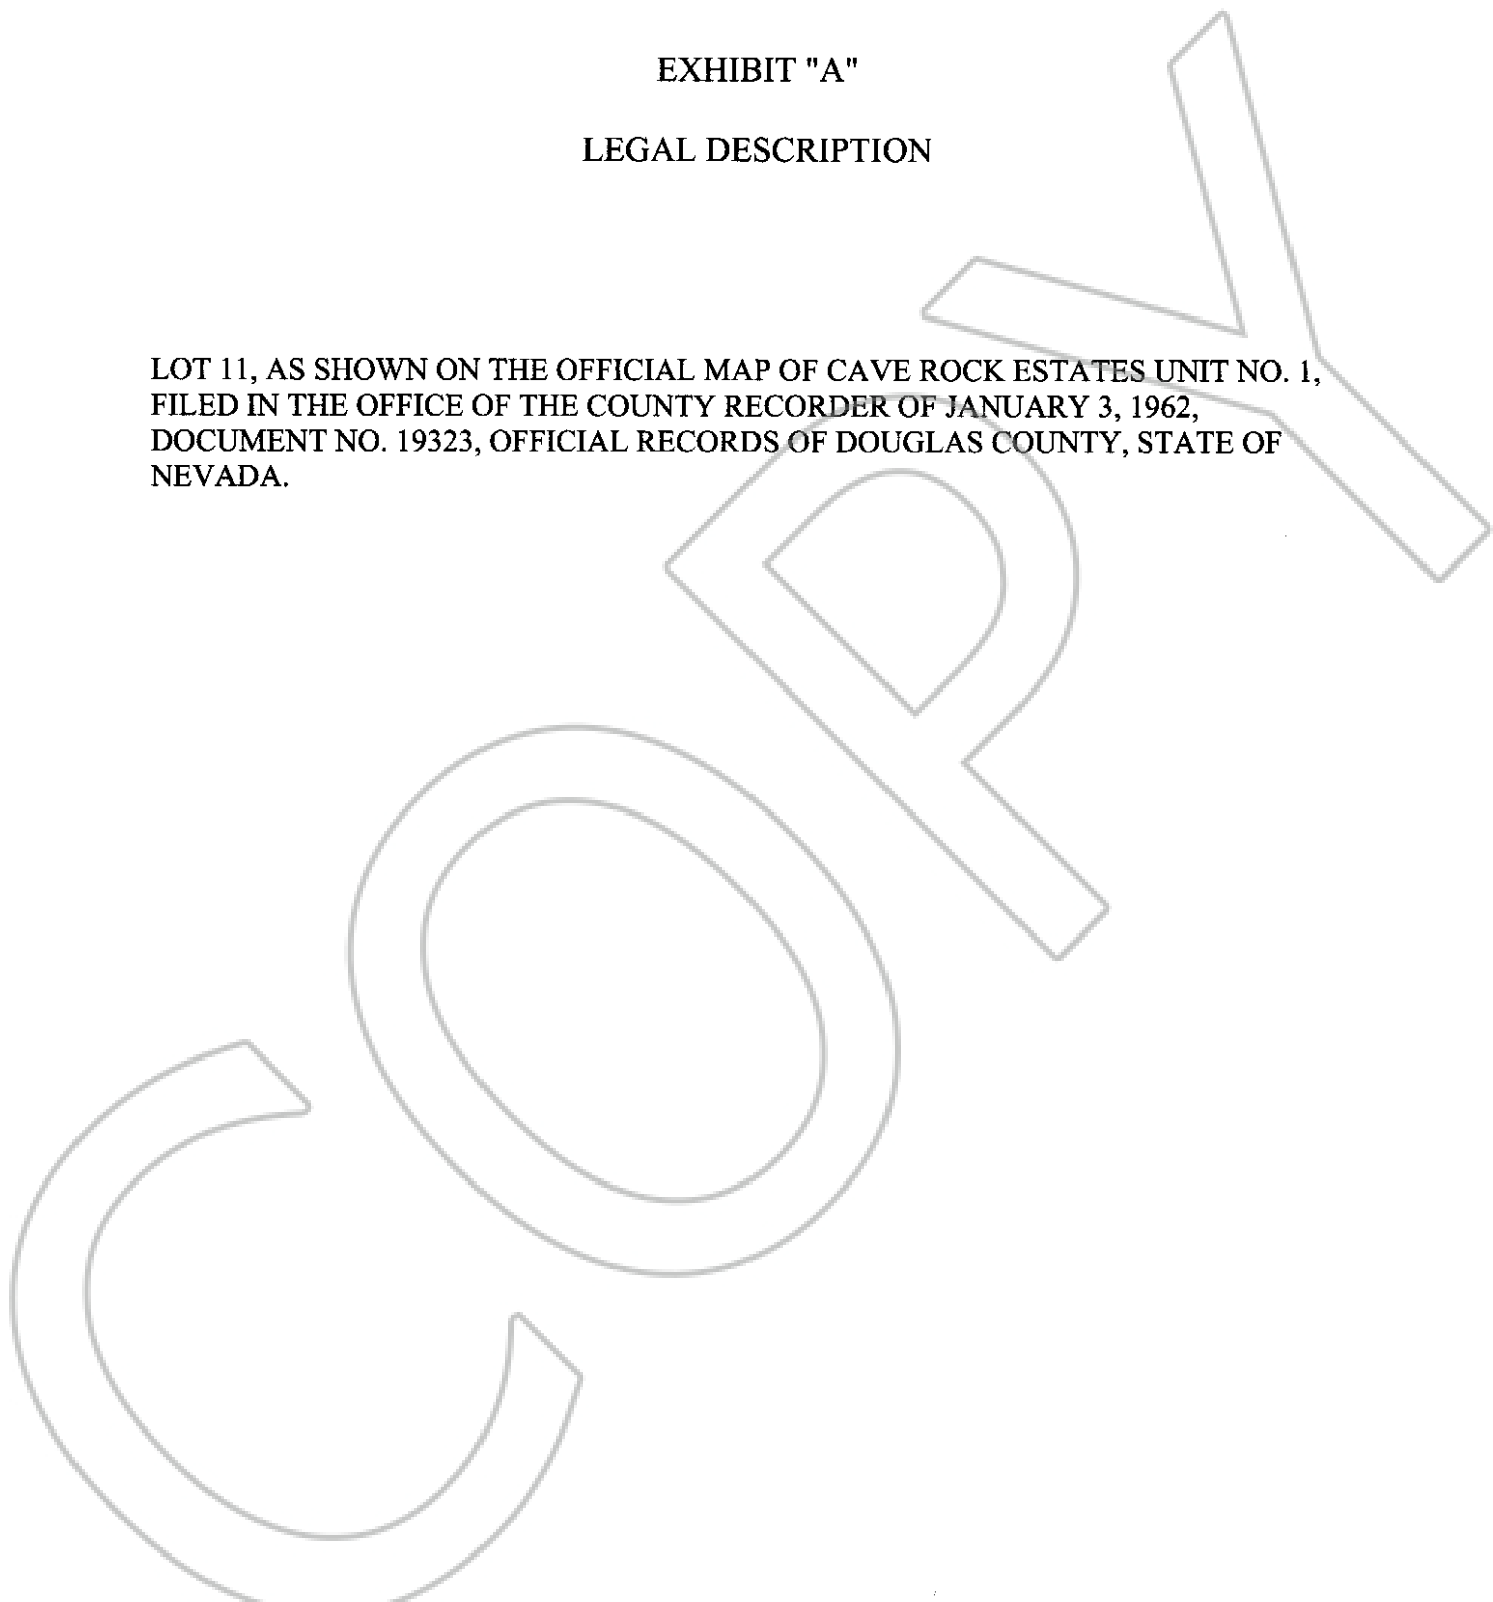 EXHIBIT "A"
LEGAL DESCRIPTION
LOT 11, AS SHOWN ON THE OFFICIAL MAP OF CAVE ROCK ESTATES UNIT NO. 1,
FILED IN THE OFFICE OF THE COUNTY RECORDER OF JANUARY 3, 1962,
DOCUMENT NO. 19323, OFFICIAL RECORDS OF DOUGLAS COUNTY, STATE OF
NEVADA.
COPY